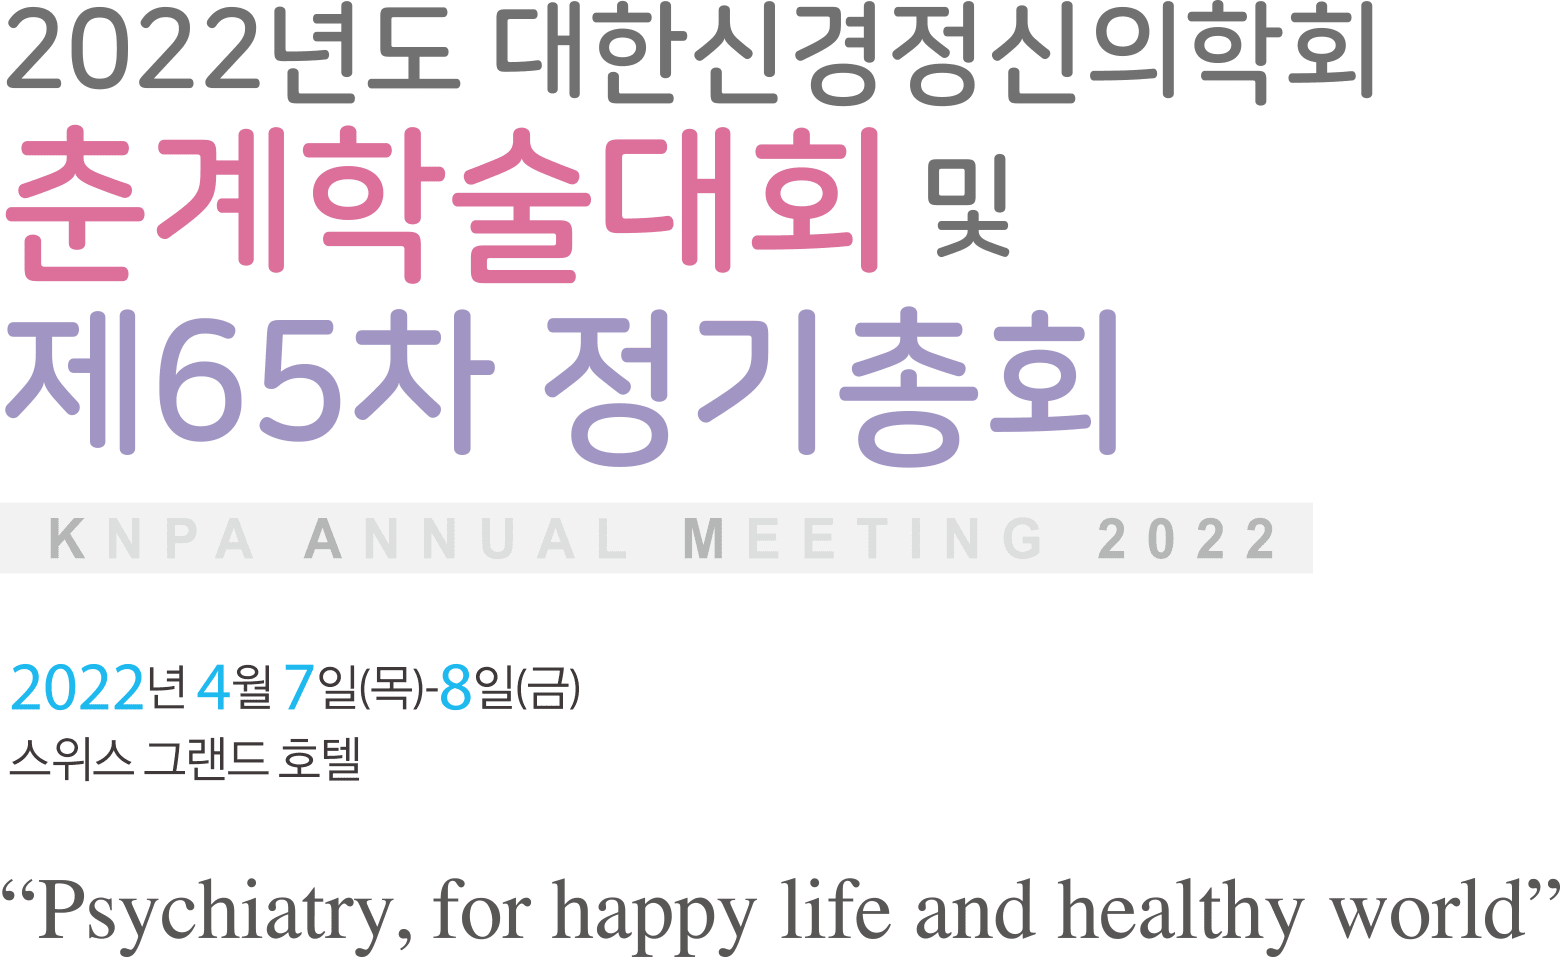 2022년도 대한신경정신의학회
춘계학술대회 및
제65차 정기총회
KNPA ANNUAL MEETING 2022
2022년 4월 7일(목)-8일(금)
스위스 그랜드 호텔
“Psychiatry, for happy life and healthy world”